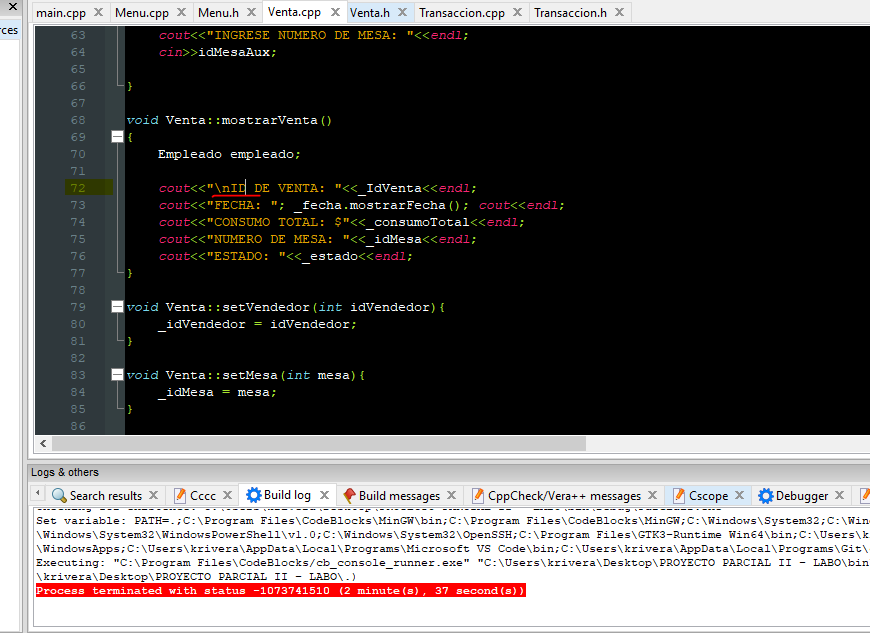 main.cpp Menu.cpp Menu.h Venta.cpp Venta.h Transaccion.cpp Transaccion.h
rces
63 cout<<"INGRESE NUMERO DE MESA: "<<endl;
64 cin>>idMesaAux;
65
66 }
67
68 void Venta::mostrarVenta()
69 {
70 Empleado empleado;
71
72 cout<<"\nID DE VENTA: "<<_IdVenta<<endl;
73 cout<<"FECHA: "; _fecha.mostrarFecha(); cout<<endl;
74 cout<<"CONSUMO TOTAL: $"<<_consumoTotal<<endl;
75 cout<<"NUMERO DE MESA: "<<_idMesa<<endl;
76 cout<<"ESTADO: "<<_estado<<endl;
77 }
78
79 void Venta::setVendedor(int idVendedor){
80 _idVendedor = idVendedor;
81 }
82
83 void Venta::setMesa(int mesa){
84 _idMesa = mesa;
85 }
86
Logs & others
Search results Cccc Build log Build messages CppCheck/Vera++ messages Cscope Debugger
Set variable: PATH=.;C:\Program Files\CodeBlocks\MinGW\bin;C:\Program Files\CodeBlocks\MinGW;C:\Windows\System32;C:\Win
\Windows\System32\WindowsPowerShell\v1.0;C:\Windows\System32\OpenSSH;C:\Program Files\GTK3-Runtime Win64\bin;C:\Users\k
\WindowsApps;C:\Users\krivera\AppData\Local\Programs\Microsoft VS Code\bin;C:\Users\krivera\AppData\Local\Programs\Git\
Executing: "C:\Program Files\CodeBlocks/cb_console_runner.exe" "C:\Users\krivera\Desktop\PROYECTO PARCIAL II - LABO\bin
\krivera\Desktop\PROYECTO PARCIAL II - LABO\.)
Process terminated with status -1073741510 (2 minute(s), 37 second(s))